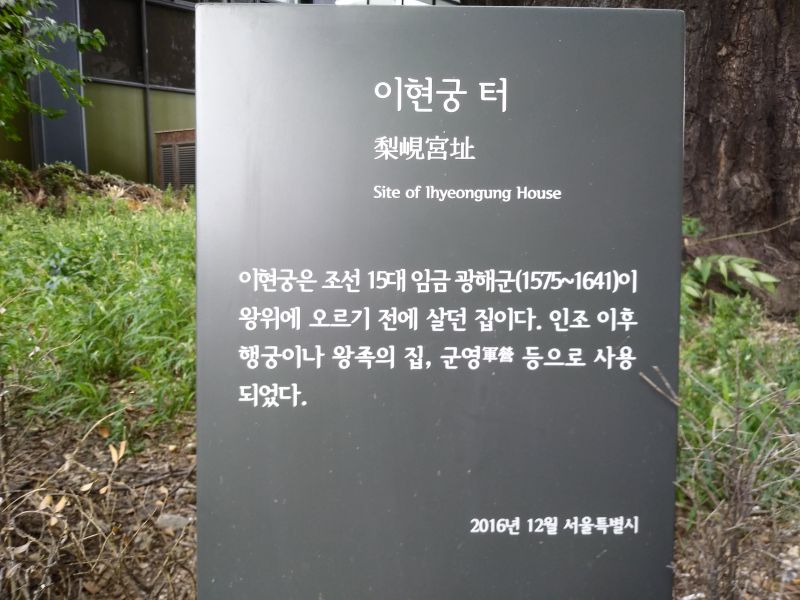 이현궁 터
梨峴宮址
Site of Ihyeongung House
이현궁은 조선 15대 임금 광해군(1575~1641)이
왕위에 오르기 전에 살던 집이다. 인조 이후
행궁이나 왕족의 집, 군영軍營 등으로 사용
되었다.
2016년 12월 서울특별시